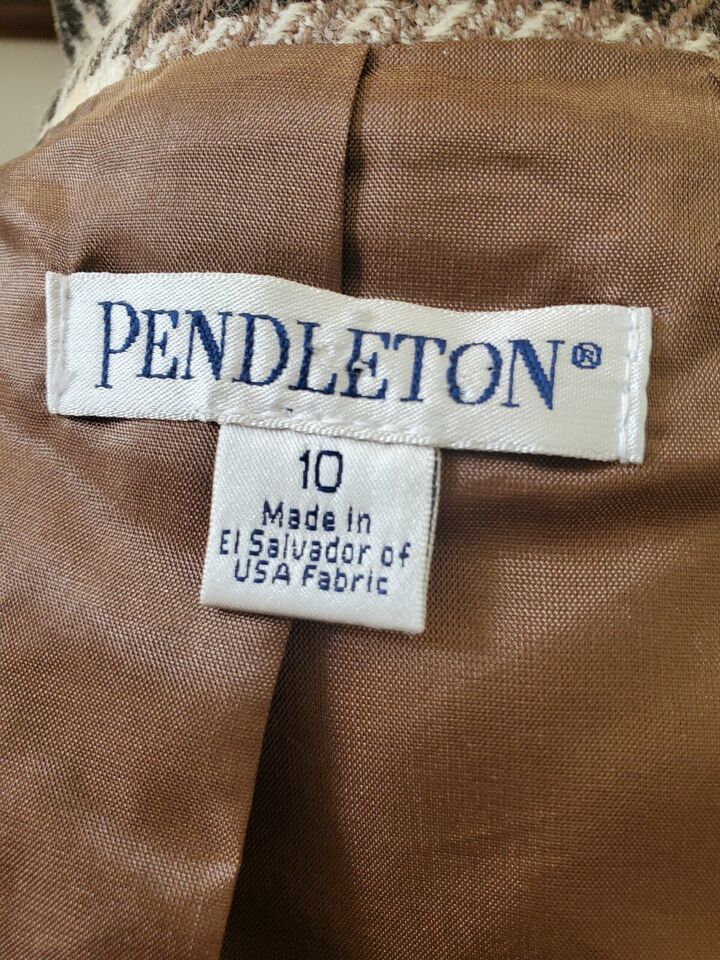 PENDLETON®
10
Made in
El Salvador of
USA Fabric